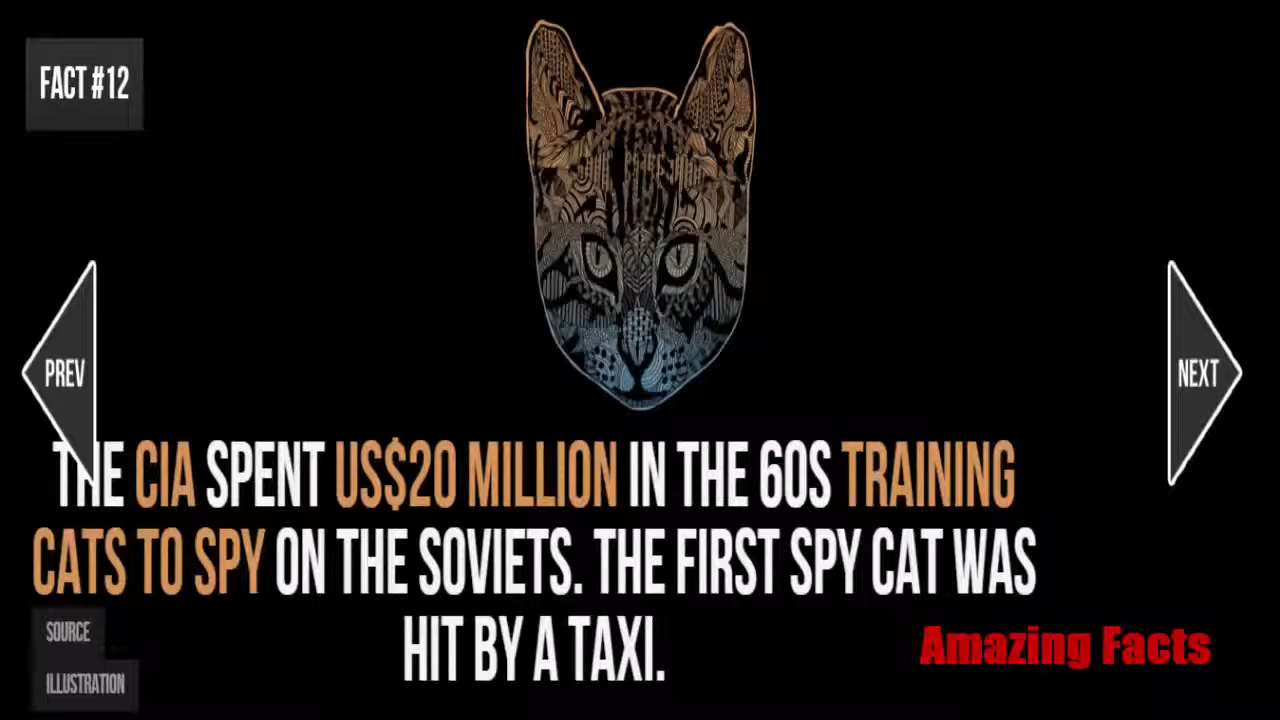 FACT #12
PREV
NEXT
THE CIA SPENT US$20 MILLION IN THE 60S TRAINING
CATS TO SPY ON THE SOVIETS. THE FIRST SPY CAT WAS
HIT BY A TAXI.
SOURCE
Amazing Facts
ILLUSTRATION